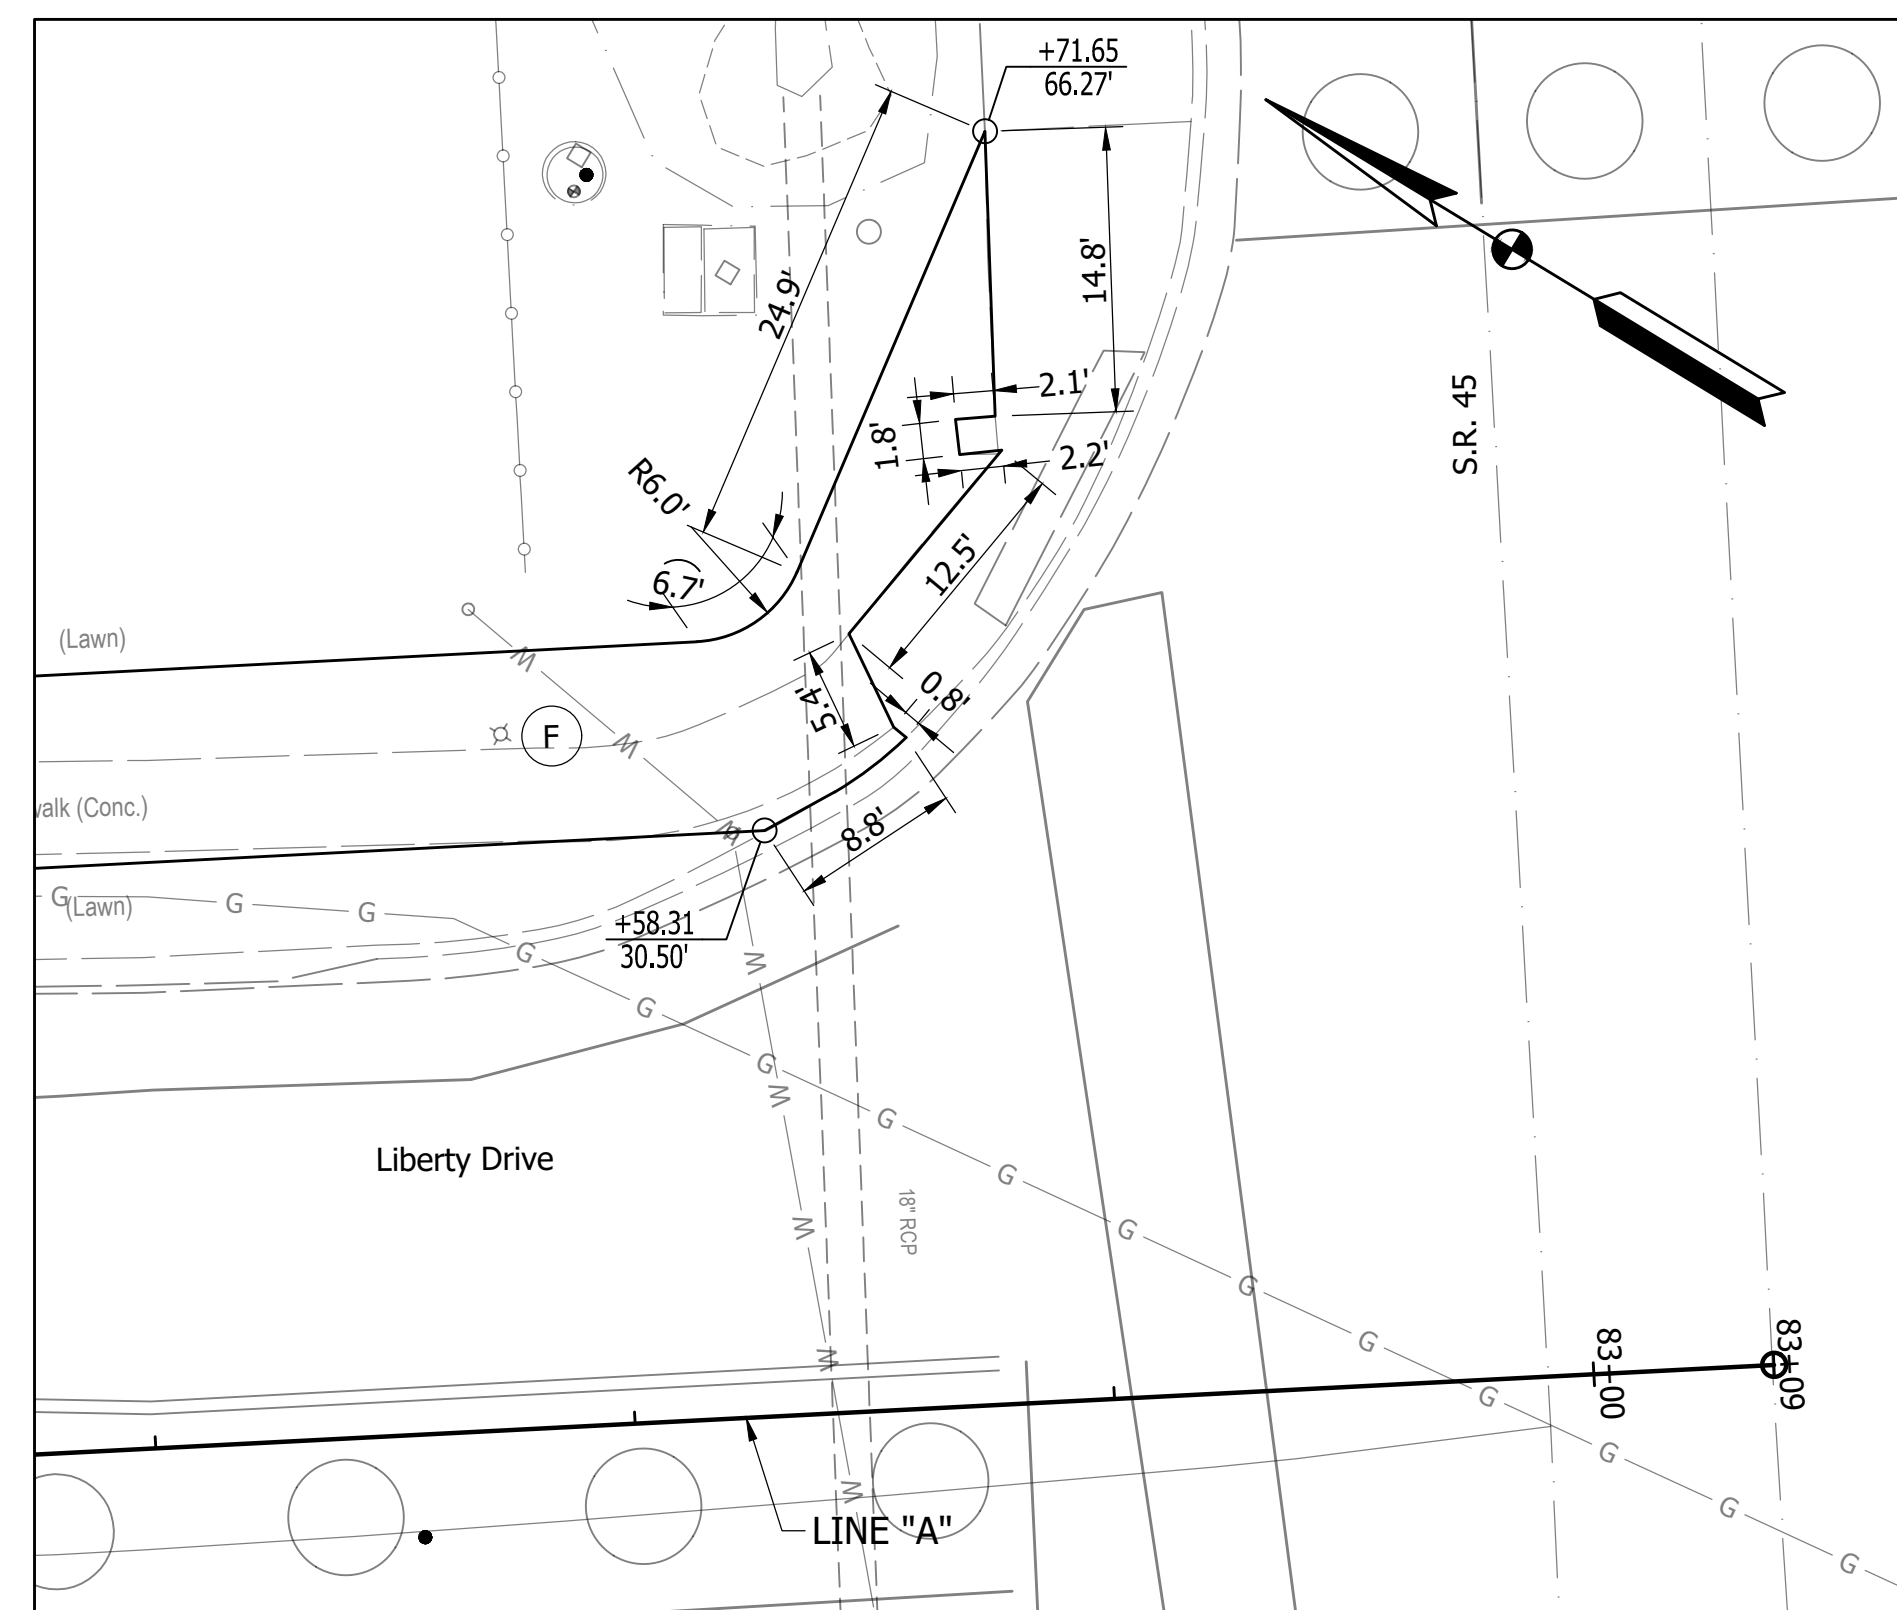 +71.65
66.27'
24.9'
14.8'
2.1'
1.8'
2.2'
R6.0'
6.7'
12.5'
5.4'
0.8'
8.8'
S.R. 45
(Lawn)
W
W
W
F
walk (Conc.)
G
(Lawn)
G
G
G
+58.31
30.50'
W
G
G
W
G
Liberty Drive
G
W
18" RCP
G
G
W
G
83+00
83+09
G
W
G
LINE "A"
G
G